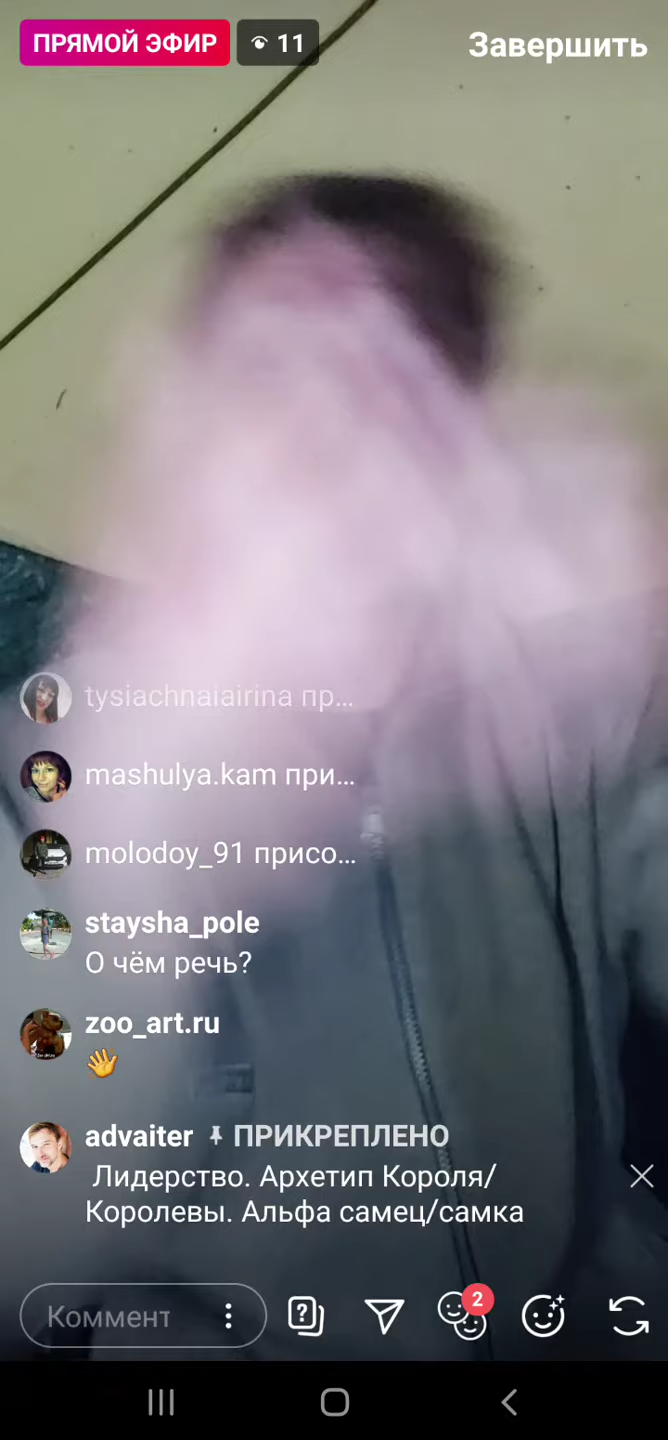 ПРЯМОЙ ЭФИР 11 Завершить
tysiachnaiairina пр...
mashulya.kam при...
molodoy_91 присо...
staysha_pole
О чём речь?
zoo_art.ru
advaiter ПРИКРЕПЛЕНО
Лидерство. Архетип Короля/
Королевы. Альфа самец/самка
Коммент
2